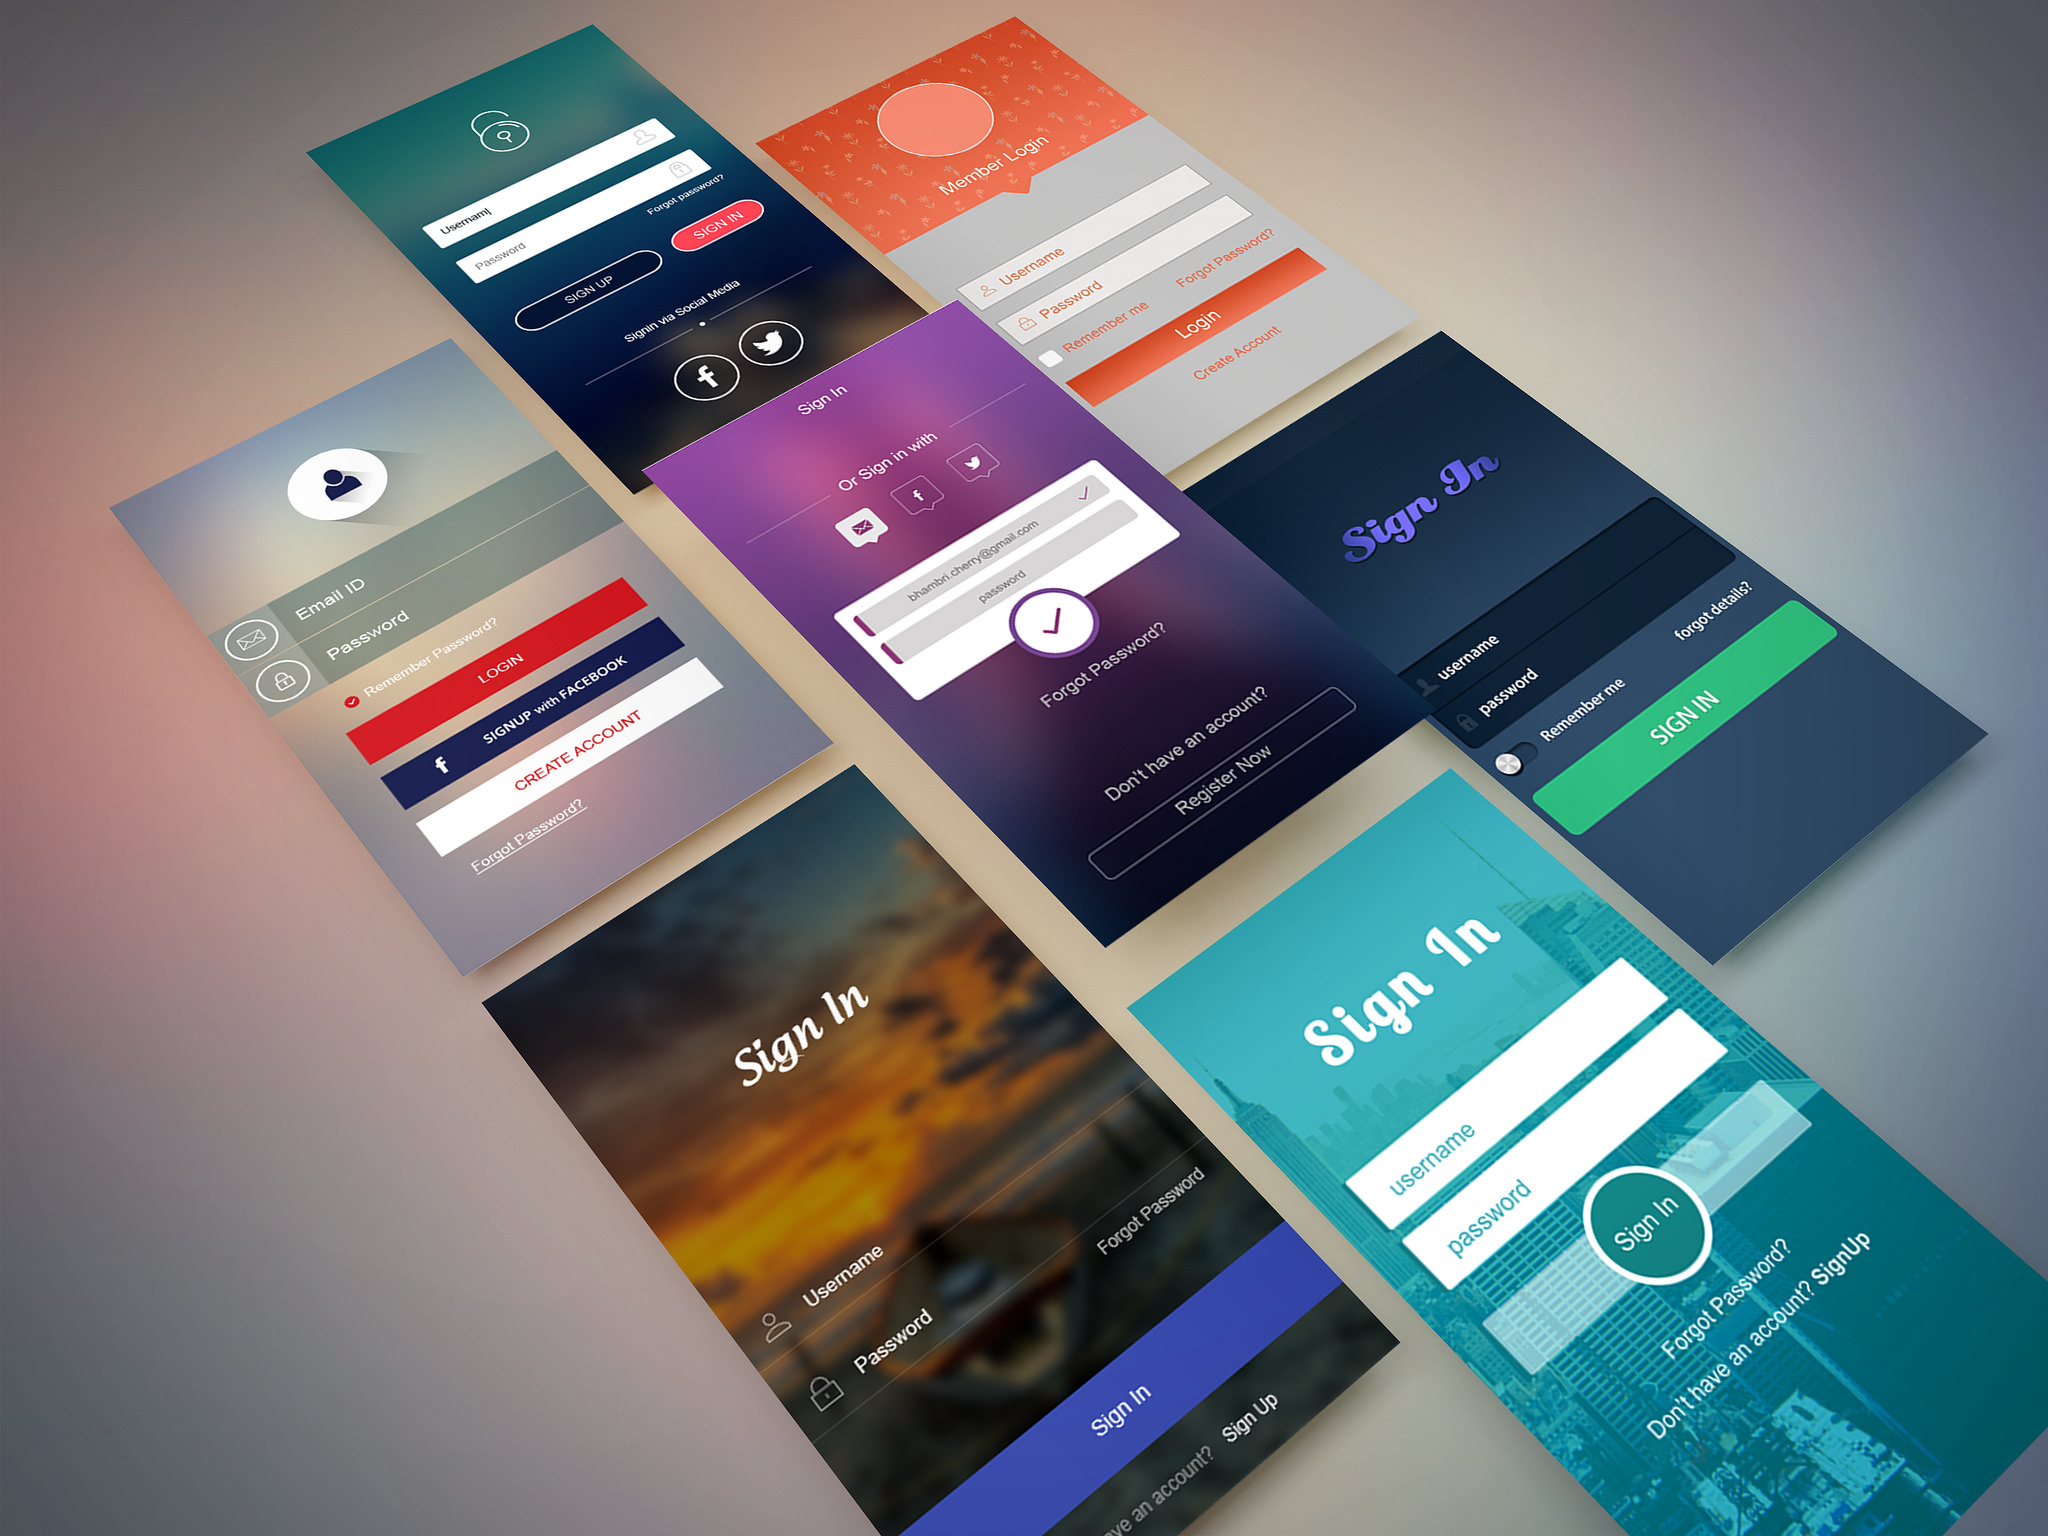 Usernam
Password
Forgot password?
SIGN UP
SIGN IN
Signin via Social Media
Member Login
Username
Password
Remember me
Forgot Password?
Login
Create Account
Email ID
Password
Remember Password?
LOGIN
SIGNUP with FACEBOOK
CREATE ACCOUNT
Forgot Password?
Sign In
Or Sign in with
bhambri.cherry@gmail.com
password
Forgot Password?
Don't have an account?
Register Now
Sign In
username
password
Remember me
forgot details?
SIGN IN
Sign In
Username
Password
Forgot Password
Sign In
an account? Sign Up
Sign In
username
password
Sign In
Forgot Password?
Don't have an account? SignUp